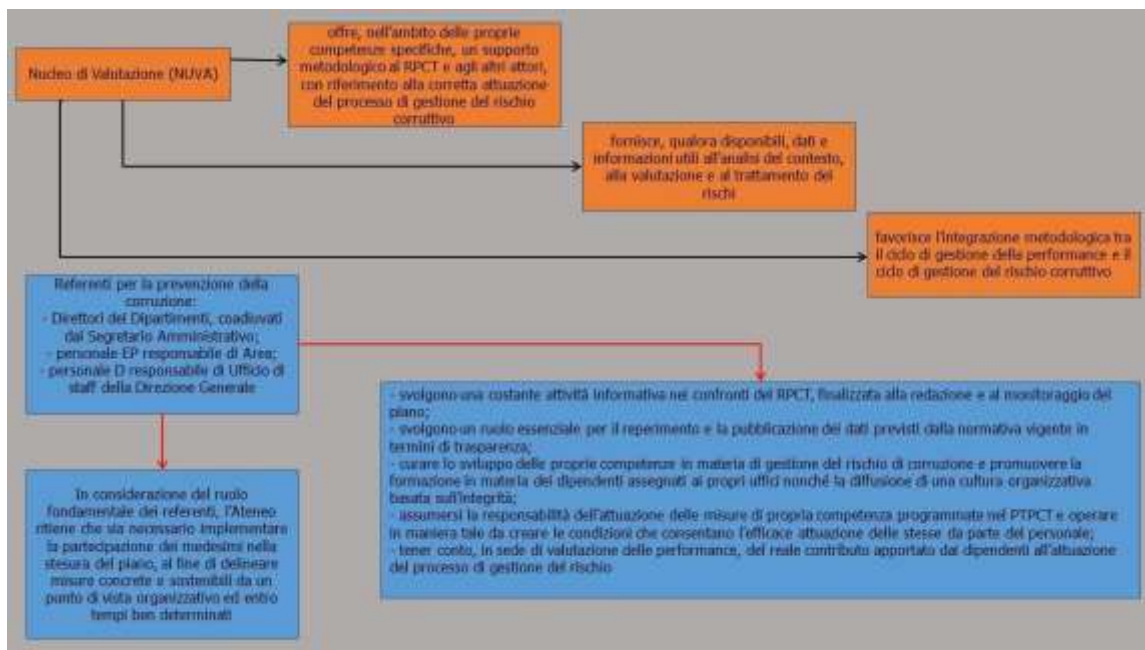 offre, nell'ambito delle proprie
competenze specifiche, un supporto
metodologico al RPCT e agli altri attori,
con riferimento alla corretta attuazione
del processo di gestione del rischio
corruttivo
Nucleo di Valutazione (NUVA)
fornisce, qualora disponibili, dati e
informazioni utili all'analisi del contesto,
alla valutazione e al trattamento dei
rischi
favorisce l'integrazione metodologica tra
il ciclo di gestione della performance e il
ciclo di gestione del rischio corruttivo
Referenti per la prevenzione della
corruzione:
- Direttori dei Dipartimenti, coadiuvati
dal Segretario Amministrativo;
- personale EP responsabile di Area;
- personale D responsabile di Ufficio di
staff della Direzione Generale
- svolgono una costante attività informativa nei confronti del RPCT, finalizzata alla redazione e al monitoraggio del
piano;
- svolgono un ruolo essenziale per il reperimento e la pubblicazione dei dati previsti dalla normativa vigente in
termini di trasparenza;
- curare lo sviluppo delle proprie competenze in materia di gestione del rischio di corruzione e promuovere la
formazione in materia dei dipendenti assegnati ai propri uffici nonché la diffusione di una cultura organizzativa
basata sull'integrità;
- assumersi la responsabilità dell'attuazione delle misure di propria competenza programmate nel PTPCT e operare
in maniera tale da creare le condizioni che consentano l'efficace attuazione delle stesse da parte del personale;
- tener conto, in sede di valutazione delle performance, del reale contributo apportato dai dipendenti all'attuazione
del processo di gestione del rischio
In considerazione del ruolo
fondamentale dei referenti, l'Ateneo
ritiene che sia necessario implementare
la partecipazione dei medesimi nella
stesura del piano, al fine di delineare
misure concrete e sostenibili da un
punto di vista organizzativo ed entro
tempi ben determinati